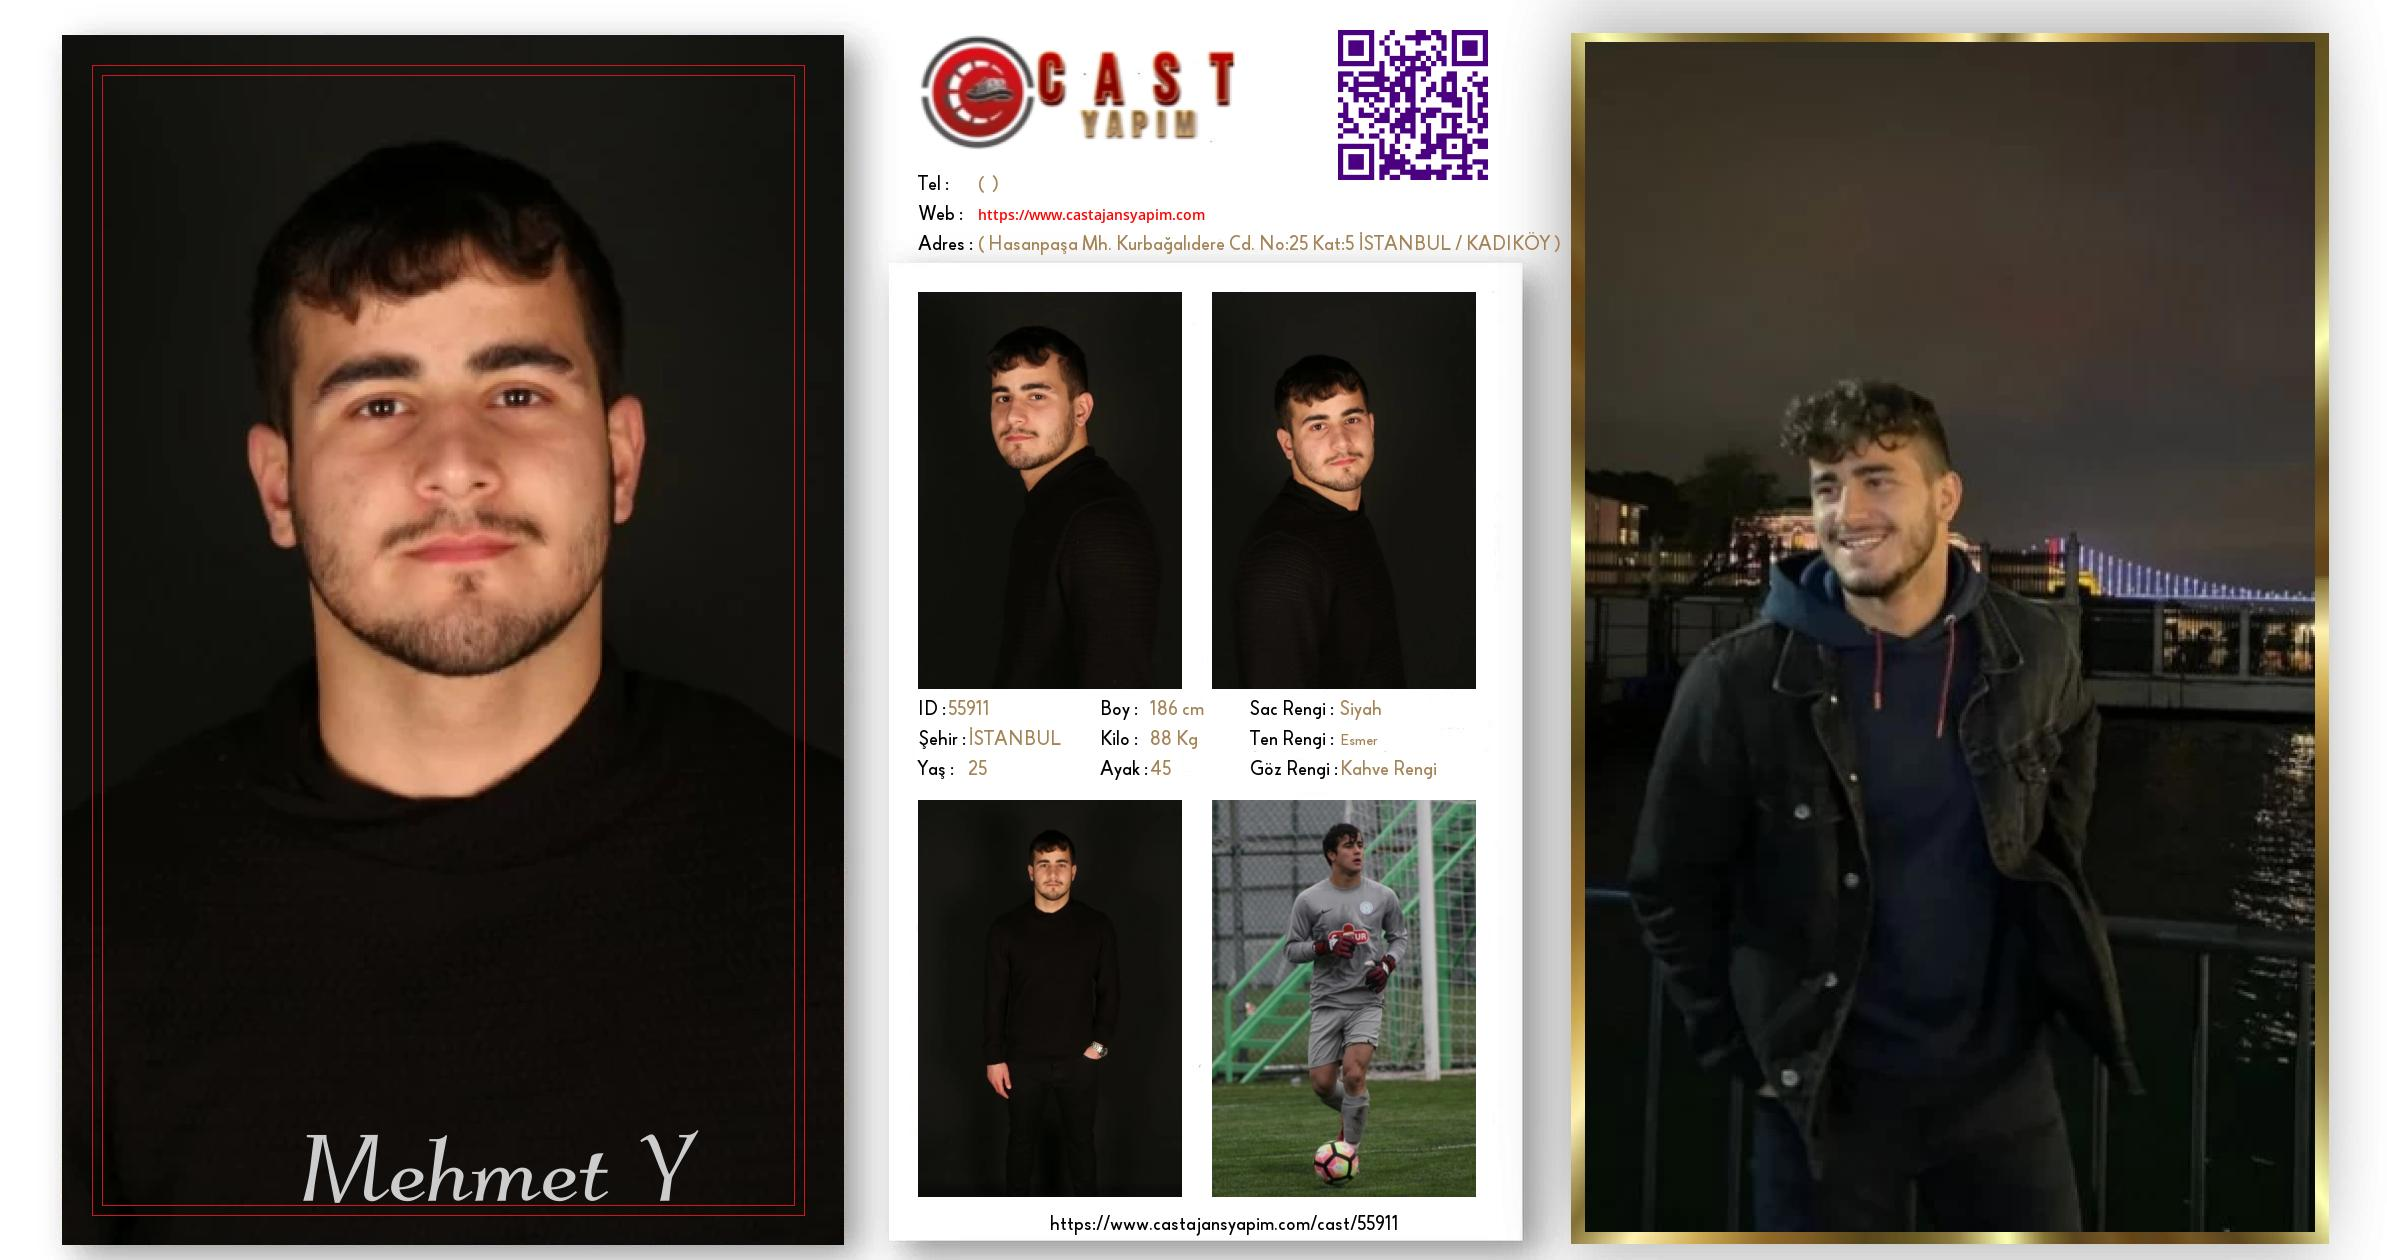 Mehmet Y
CAST
YAPIM
Tel : ( )
Web : https://www.castajansyapim.com
Adres : ( Hasanpaşa Mh. Kurbağalıdere Cd. No:25 Kat:5 İSTANBUL / KADIKÖY )
ID : 55911 Boy : 186 cm Sac Rengi : Siyah
Şehir : İSTANBUL Kilo : 88 Kg Ten Rengi : Esmer
Yaş : 25 Ayak : 45 Göz Rengi : Kahve Rengi
https://www.castajansyapim.com/cast/55911